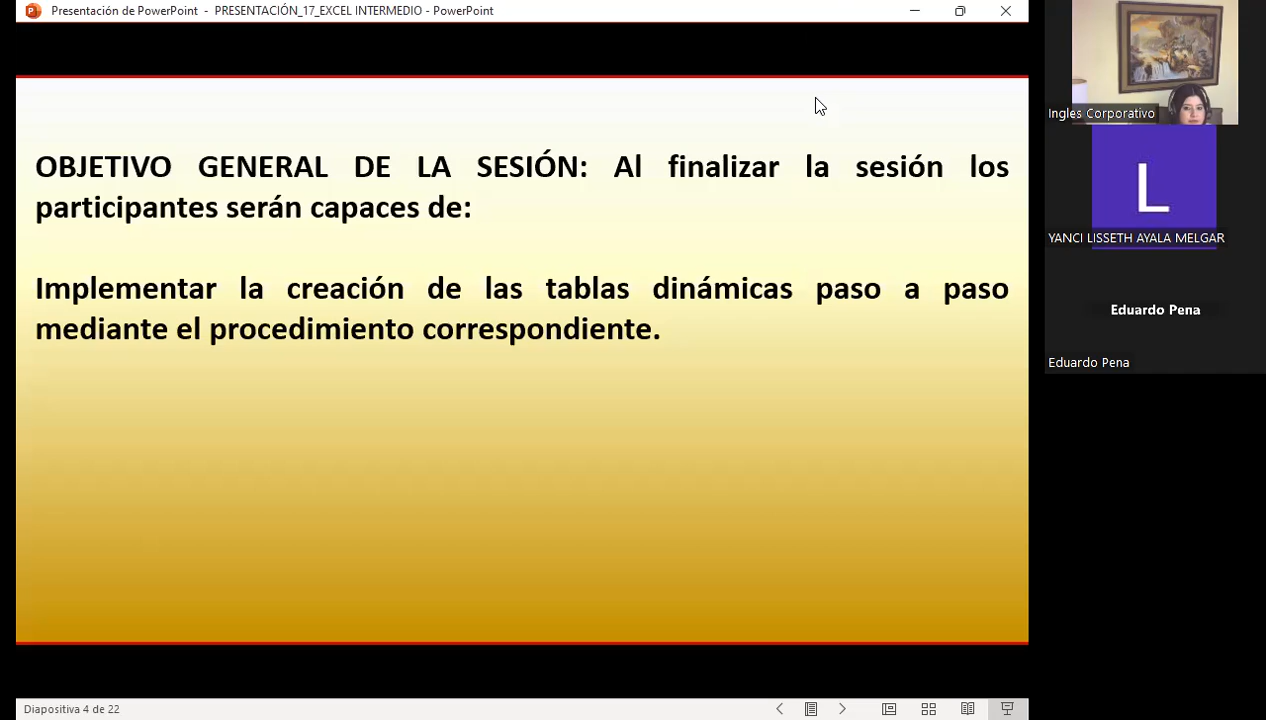 Presentación de PowerPoint - PRESENTACIÓN_17_EXCEL INTERMEDIO - PowerPoint
OBJETIVO GENERAL DE LA SESIÓN: Al finalizar la sesión los
participantes serán capaces de:
Implementar la creación de las tablas dinámicas paso a paso
mediante el procedimiento correspondiente.
Diapositiva 4 de 22
Ingles Corporativo
L
YANCI LISSETH AYALA MELGAR
Eduardo Pena
Eduardo Pena